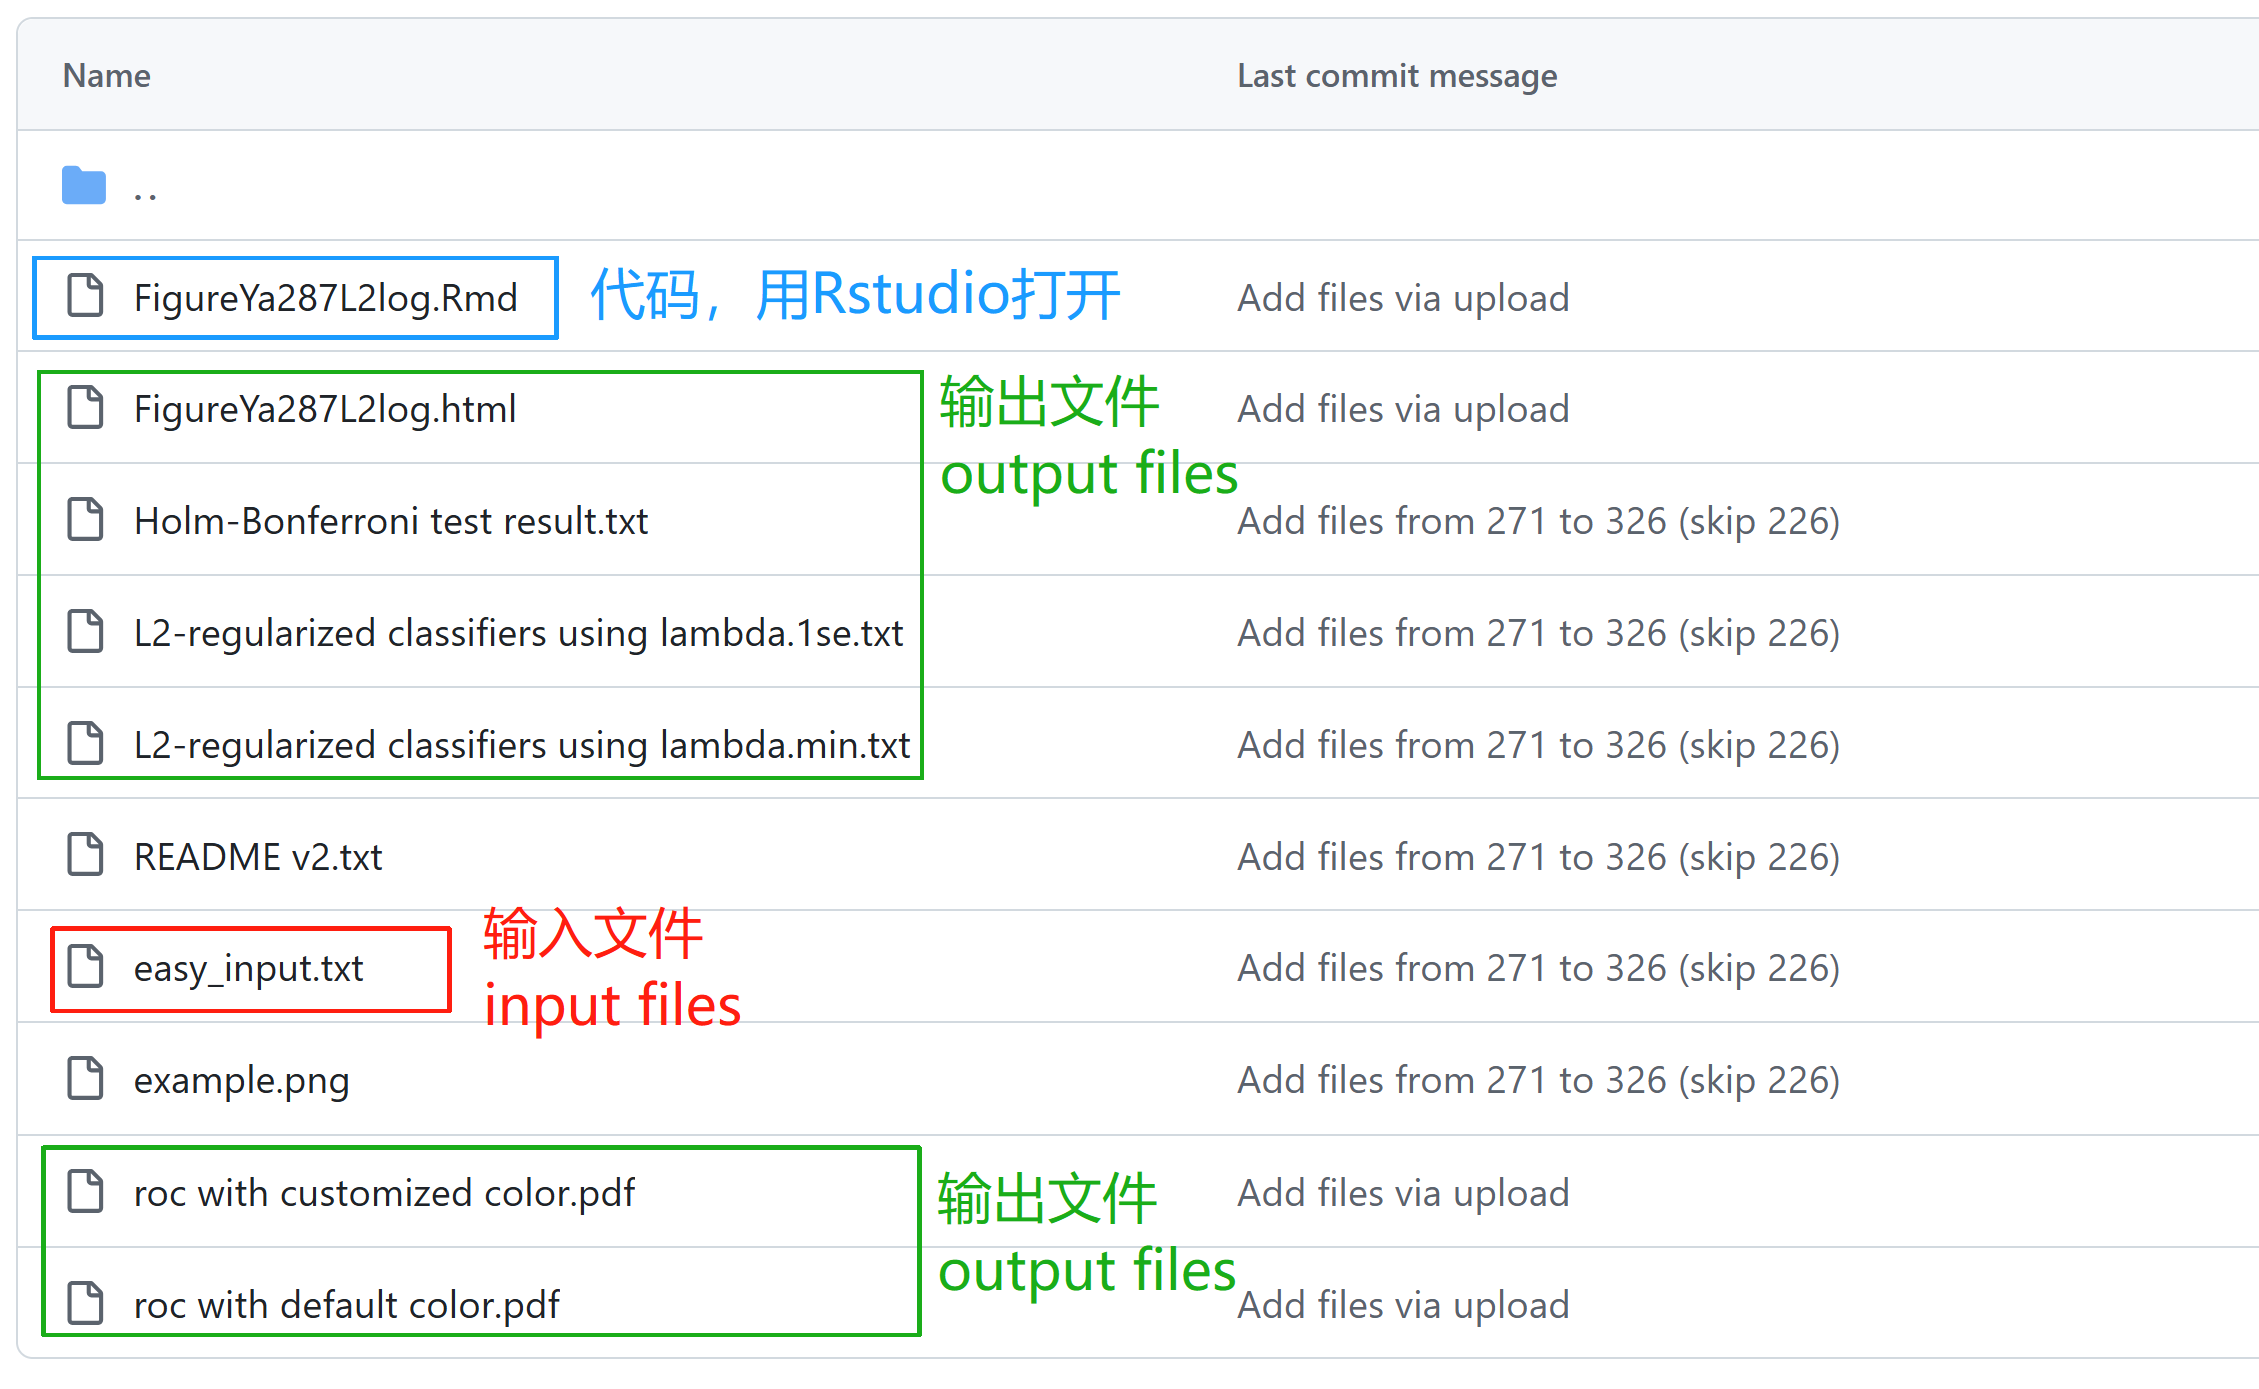 Name Last commit message
..
FigureYa287L2log.Rmd 代码，用Rstudio打开 Add files via upload
FigureYa287L2log.html 输出文件 Add files via upload
output files
Holm-Bonferroni test result.txt Add files from 271 to 326 (skip 226)
L2-regularized classifiers using lambda.1se.txt Add files from 271 to 326 (skip 226)
L2-regularized classifiers using lambda.min.txt Add files from 271 to 326 (skip 226)
README v2.txt Add files from 271 to 326 (skip 226)
输入文件
easy_input.txt Add files from 271 to 326 (skip 226)
input files
example.png Add files from 271 to 326 (skip 226)
roc with customized color.pdf 输出文件 Add files via upload
output files
roc with default color.pdf Add files via upload